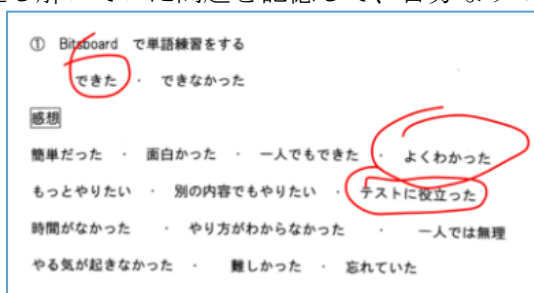 ① Bitsboard で単語練習をする
できた ・ できなかった
感想
簡単だった ・ 面白かった ・ 一人でもできた ・ よくわかった
もっとやりたい ・ 別の内容でもやりたい ・ テストに役立った
時間がなかった ・ やり方がわからなかった ・ 一人では無理
やる気が起きなかった ・ 難しかった ・ 忘れていた